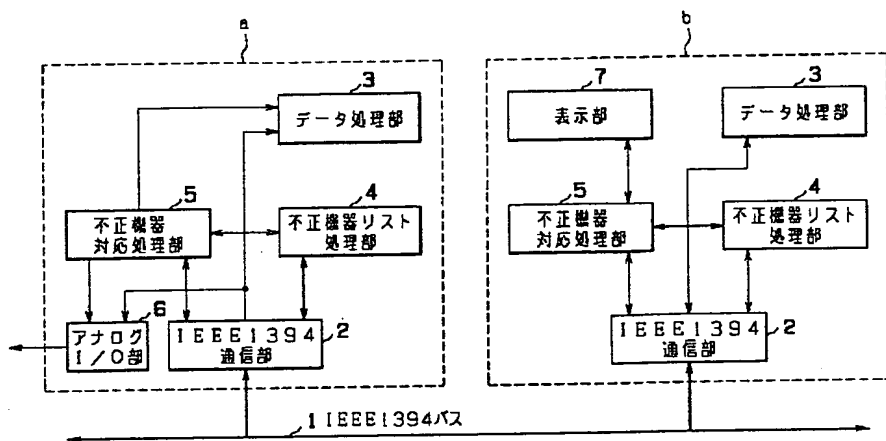 a
3
データ処理部
5
不正機器
対応処理部
4
不正機器リスト
処理部
6
アナログ
I/O部
IEEE1394
通信部
2
b
7
表示部
3
データ処理部
5
不正機器
対応処理部
4
不正機器リスト
処理部
IEEE1394
通信部
2
1 IEEE1394バス